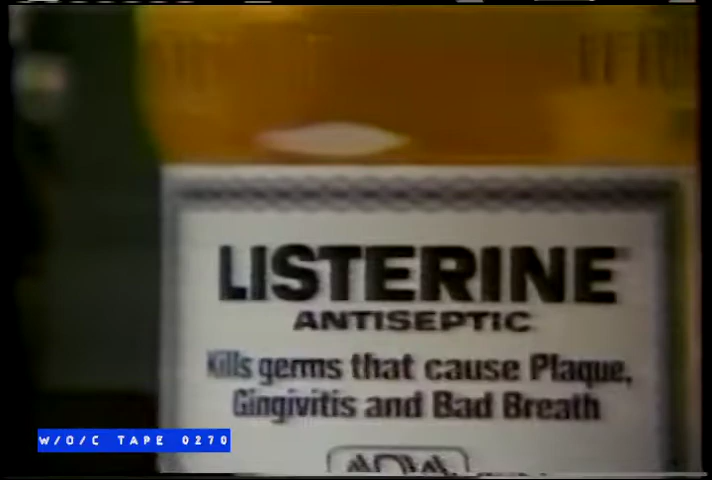 LISTERINE
ANTISEPTIC
Kills germs that cause Plaque,
Gingivitis and Bad Breath
W/O/C TAPE 0270